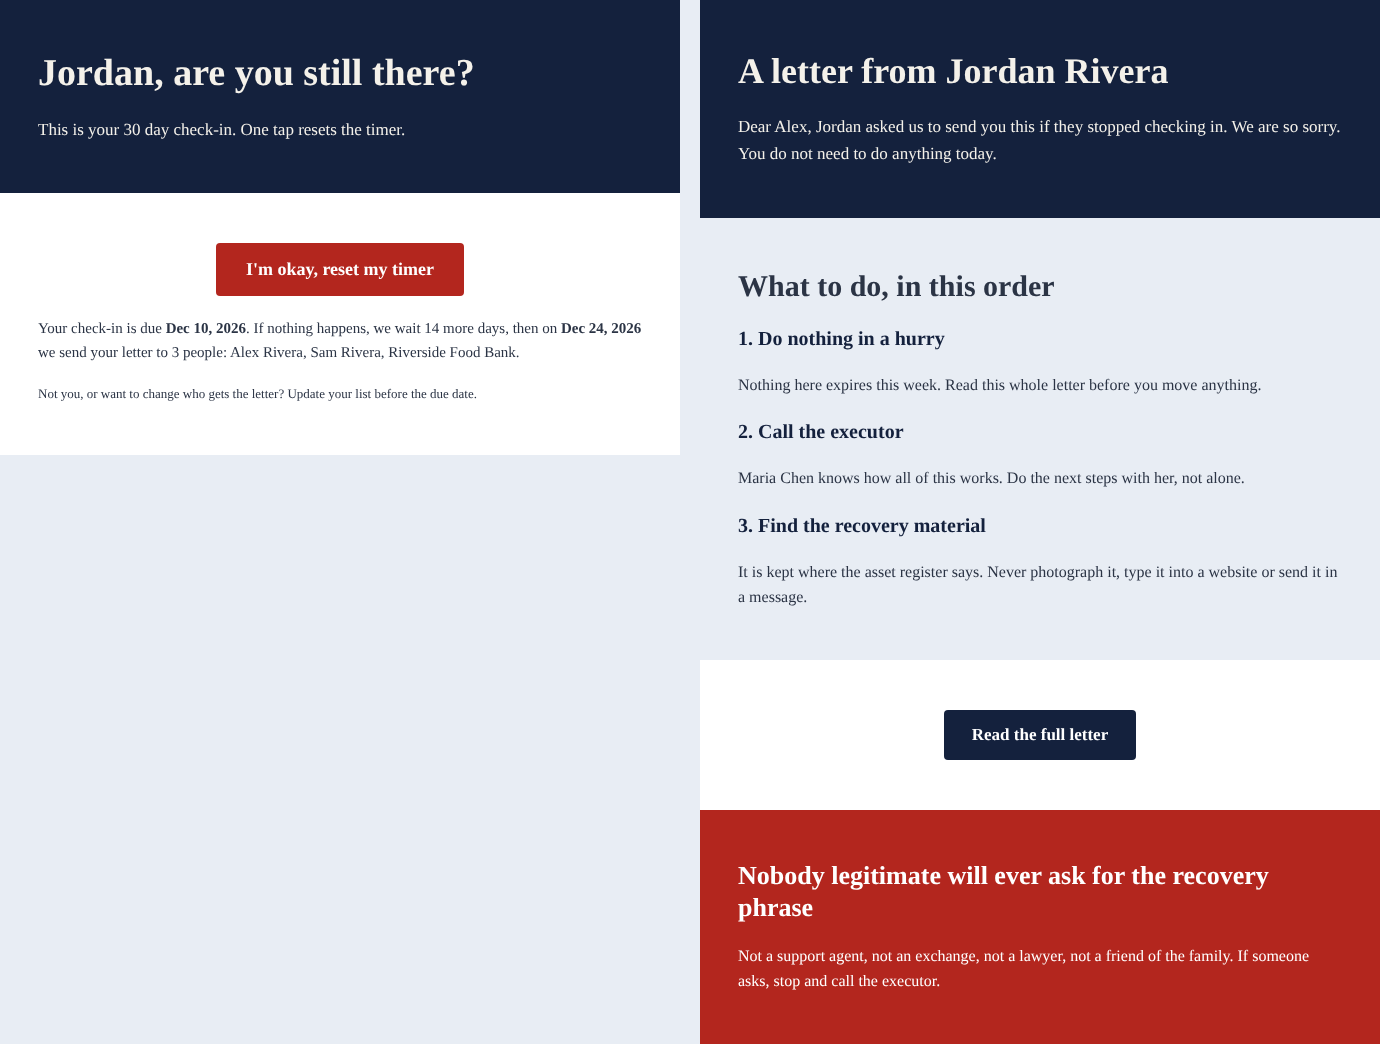 Jordan, are you still there?
This is your 30 day check-in. One tap resets the timer.
I'm okay, reset my timer
Your check-in is due Dec 10, 2026. If nothing happens, we wait 14 more days, then on Dec 24, 2026
we send your letter to 3 people: Alex Rivera, Sam Rivera, Riverside Food Bank.
Not you, or want to change who gets the letter? Update your list before the due date.
A letter from Jordan Rivera
Dear Alex, Jordan asked us to send you this if they stopped checking in. We are so sorry.
You do not need to do anything today.
What to do, in this order
1. Do nothing in a hurry
Nothing here expires this week. Read this whole letter before you move anything.
2. Call the executor
Maria Chen knows how all of this works. Do the next steps with her, not alone.
3. Find the recovery material
It is kept where the asset register says. Never photograph it, type it into a website or send it in
a message.
Read the full letter
Nobody legitimate will ever ask for the recovery
phrase
Not a support agent, not an exchange, not a lawyer, not a friend of the family. If someone
asks, stop and call the executor.